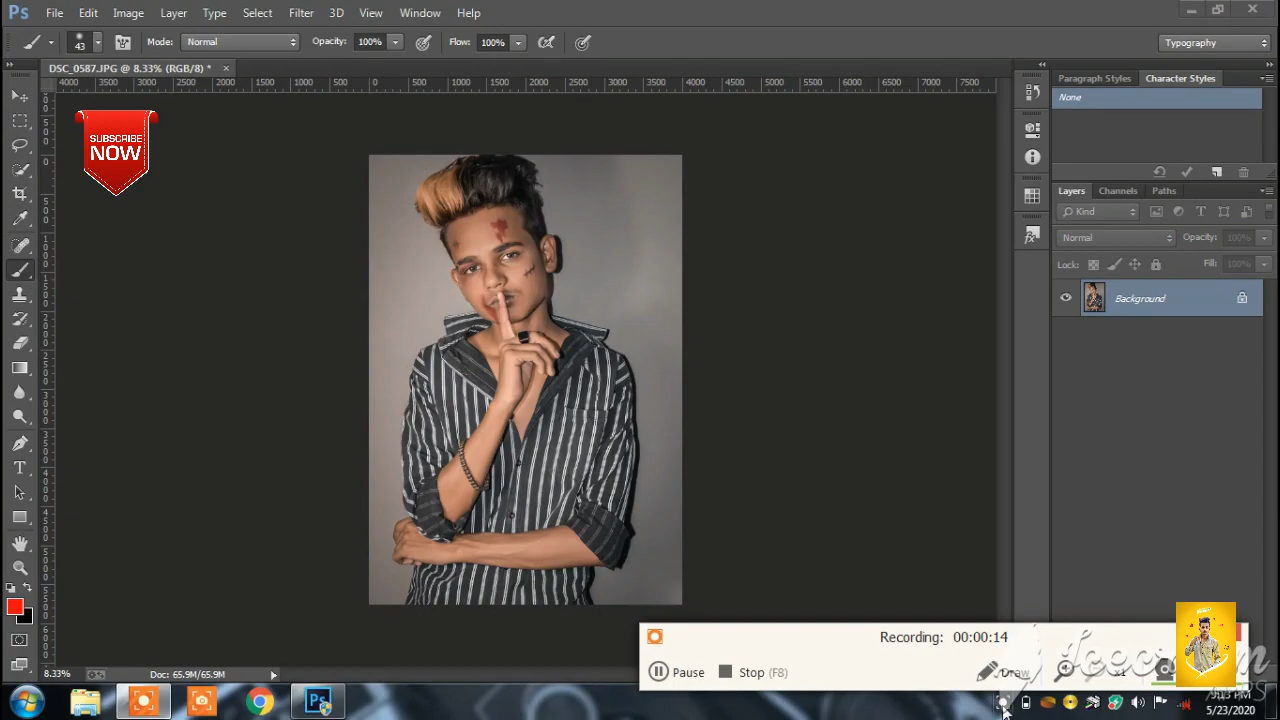 Ps File Edit Image Layer Type Select Filter 3D View Window Help
43 Mode: Normal Opacity: 100% Flow: 100% Typography
DSC_0587.JPG @ 8.33% (RGB/8) * ×
4000 3500 3000 2500 2000 1500 1000 500 0 500 1000 1500 2000 2500 3000 3500 4000 4500 5000 5500 6000 6500 7000 7500
Paragraph Styles Character Styles
None
SUBSCRIBE
NOW
Layers Channels Paths
Kind
Normal Opacity: 100%
Lock: Fill: 100%
Background
Recording: 00:00:14
Pause Stop (F8) Draw x1
8.33% Doc: 65.9M/65.9M
5/23/2020